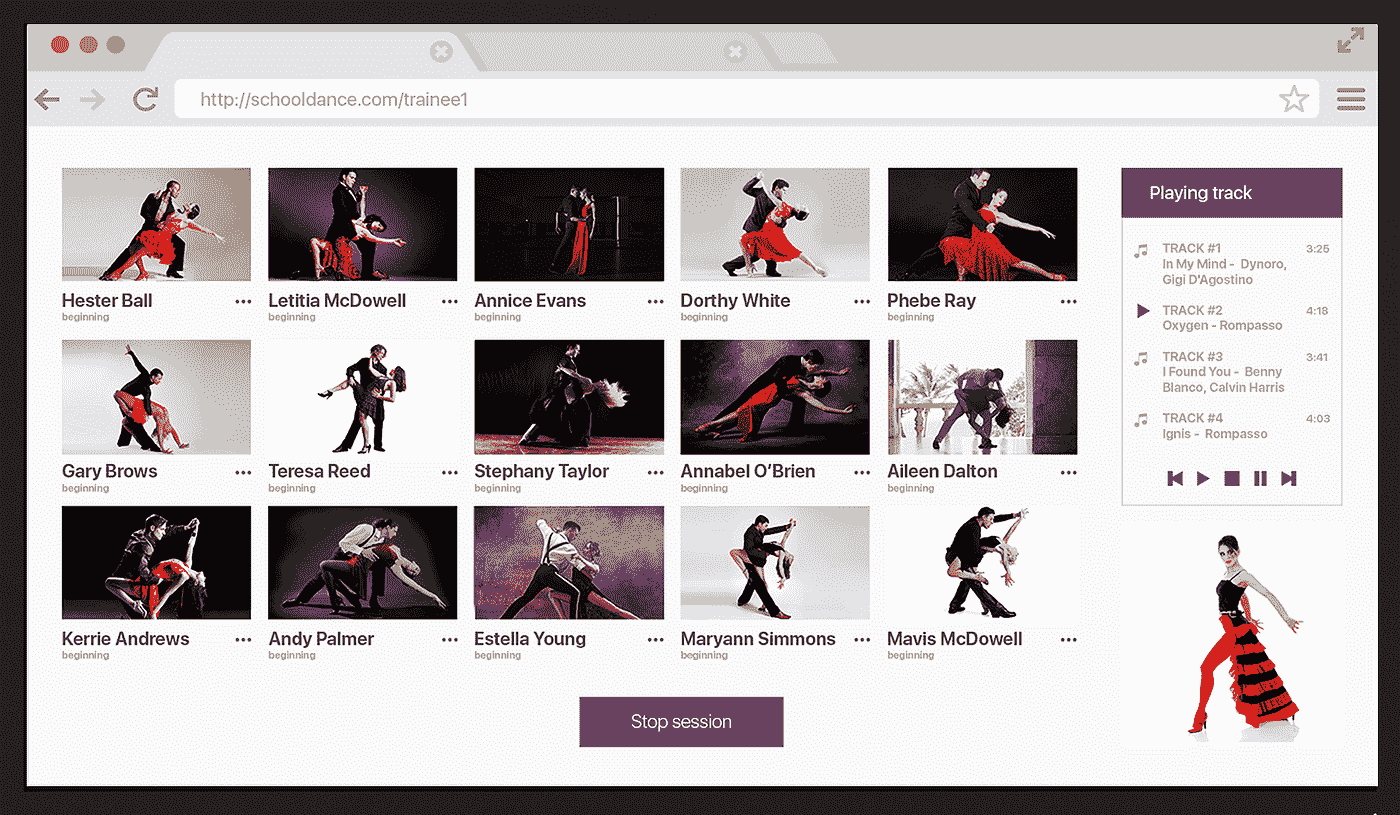 http://schooldance.com/trainee1
Hester Ball
beginning
Letitia McDowell
beginning
Annice Evans
beginning
Dorthy White
beginning
Phebe Ray
beginning
Gary Brows
beginning
Teresa Reed
beginning
Stephany Taylor
beginning
Annabel O’Brien
beginning
Aileen Dalton
beginning
Kerrie Andrews
beginning
Andy Palmer
beginning
Estella Young
beginning
Maryann Simmons
beginning
Mavis McDowell
beginning
Stop session
Playing track
TRACK #1 3:25
In My Mind - Dynoro,
Gigi D'Agostino
TRACK #2 4:18
Oxygen - Rompasso
TRACK #3 3:41
I Found You - Benny
Blanco, Calvin Harris
TRACK #4 4:03
Ignis - Rompasso